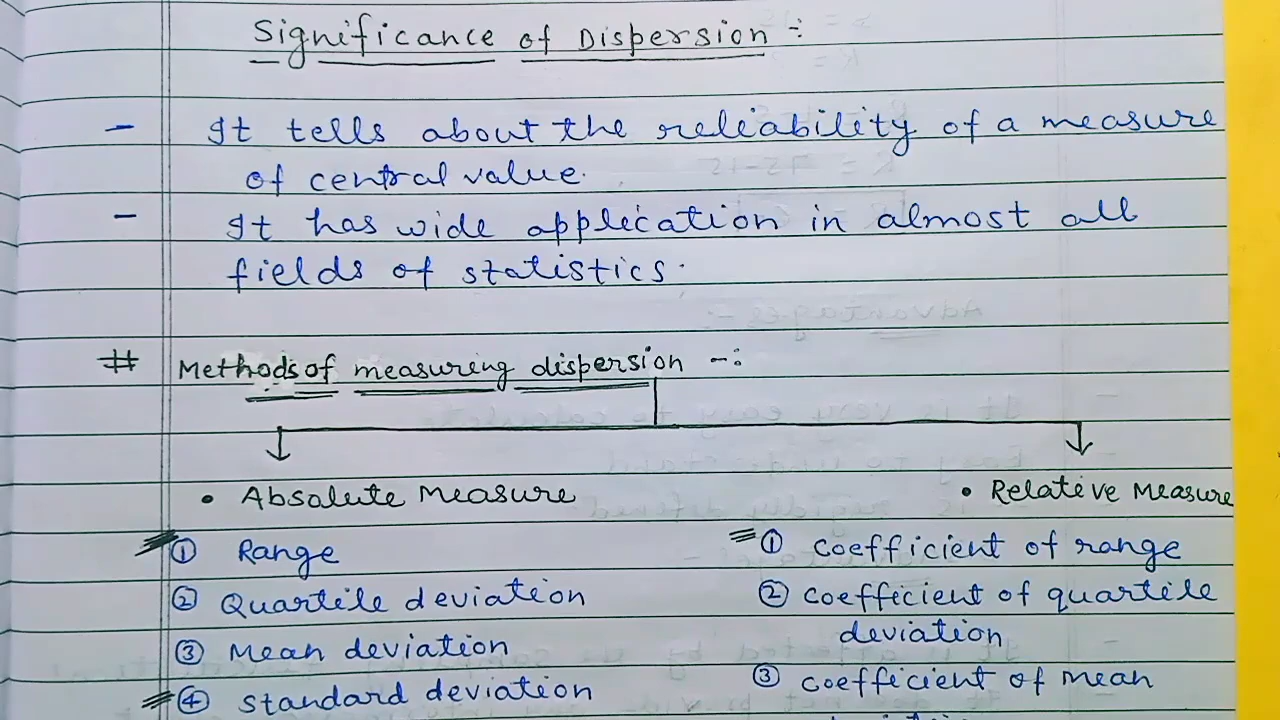 Significance of Dispersion :-
- It tells about the reliability of a measure
of central value.
- It has wide application in almost all
fields of statistics.
# Methods of measuring dispersion -:
• Absolute Measure
• Relative Measure
① Range
② Quartile deviation
③ Mean deviation
④ standard deviation
① coefficient of range
② coefficient of quartile
deviation
③ coefficient of mean